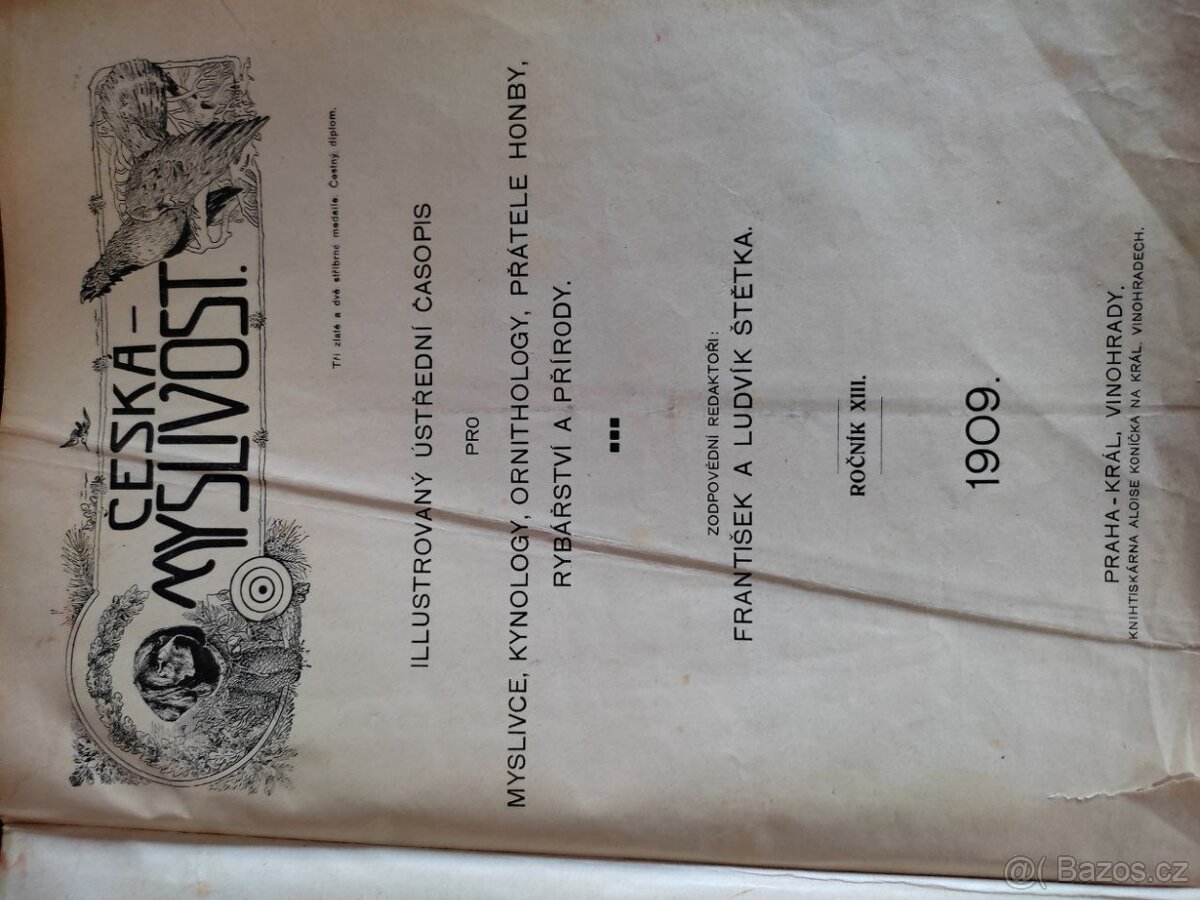 ČESKÁ –
MYSLIVOST.
Tři zlaté a dvě stříbrné medaile. Čestný diplom.
ILLUSTROVANÝ ÚSTŘEDNÍ ČASOPIS
PRO
MYSLIVCE, KYNOLOGY, ORNITHOLOGY, PŘÁTELE HONBY,
RYBÁŘSTVÍ A PŘÍRODY.
ZODPOVĚDNÍ REDAKTOŘI:
FRANTIŠEK A LUDVÍK ŠTĚTKA.
ROČNÍK XIII.
1909.
PRAHA-KRÁL. VINOHRADY.
KNIHTISKÁRNA ALOISE KONÍČKA NA KRÁL. VINOHRADECH.
Bazos.cz